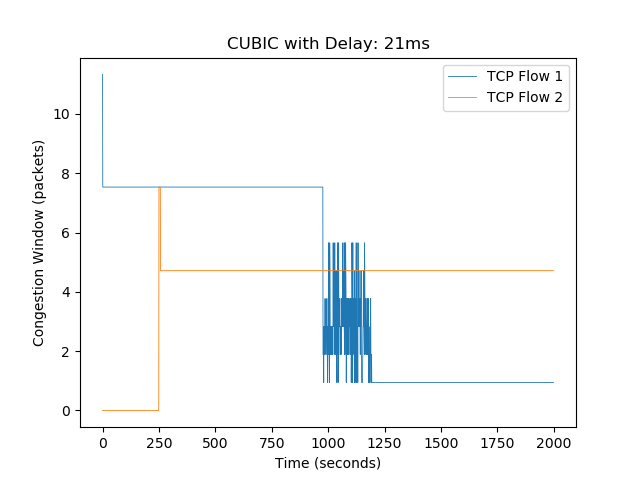 CUBIC with Delay: 21ms
TCP Flow 1
TCP Flow 2
Congestion Window (packets)
10
8
6
4
2
0
0 250 500 750 1000 1250 1500 1750 2000
Time (seconds)